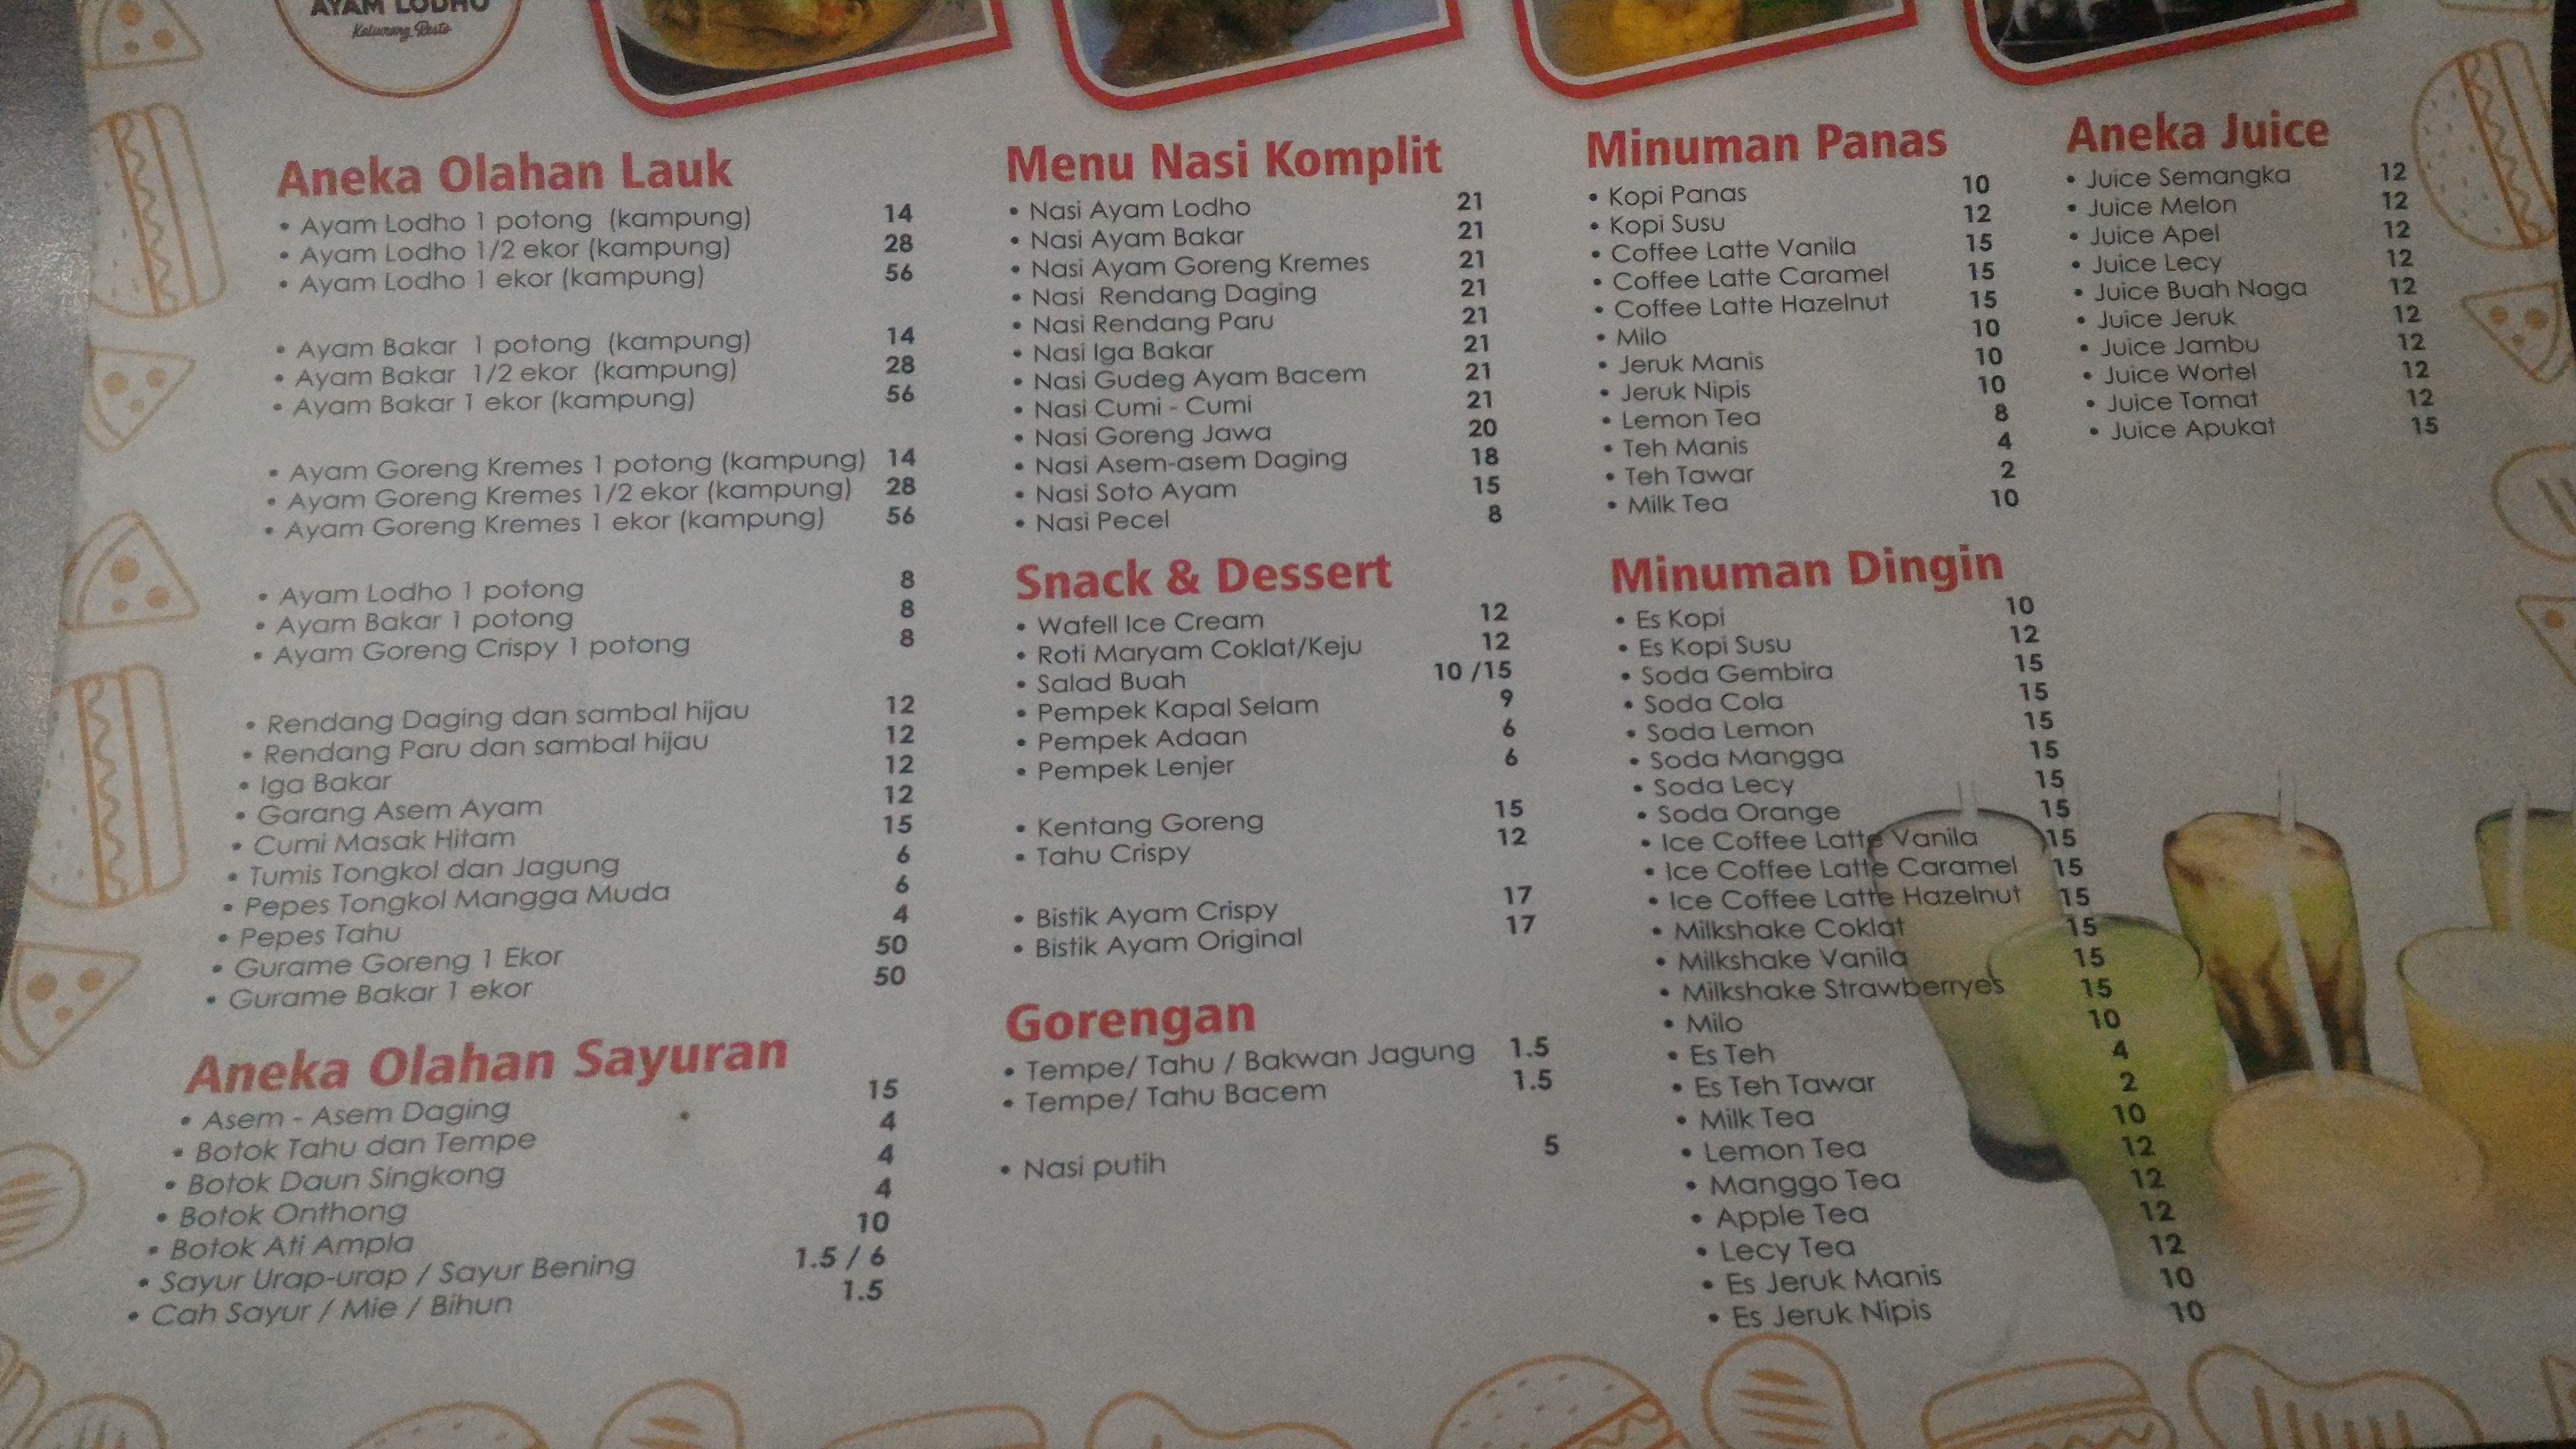 AYAM LODHO
Kaliurang Resto
Aneka Olahan Lauk
• Ayam Lodho 1 potong (kampung) 14
• Ayam Lodho 1/2 ekor (kampung) 28
• Ayam Lodho 1 ekor (kampung) 56
• Ayam Bakar 1 potong (kampung) 14
• Ayam Bakar 1/2 ekor (kampung) 28
• Ayam Bakar 1 ekor (kampung) 56
• Ayam Goreng Kremes 1 potong (kampung) 14
• Ayam Goreng Kremes 1/2 ekor (kampung) 28
• Ayam Goreng Kremes 1 ekor (kampung) 56
• Ayam Lodho 1 potong 8
• Ayam Bakar 1 potong 8
• Ayam Goreng Crispy 1 potong 8
• Rendang Daging dan sambal hijau 12
• Rendang Paru dan sambal hijau 12
• Iga Bakar 12
• Garang Asem Ayam 12
• Cumi Masak Hitam 15
• Tumis Tongkol dan Jagung 6
• Pepes Tongkol Mangga Muda 6
• Pepes Tahu 4
• Gurame Goreng 1 Ekor 50
• Gurame Bakar 1 ekor 50
Aneka Olahan Sayuran
• Asem - Asem Daging 15
• Botok Tahu dan Tempe 4
• Botok Daun Singkong 4
• Botok Onthong 4
• Botok Ati Ampla 10
• Sayur Urap-urap / Sayur Bening 1.5 / 6
• Cah Sayur / Mie / Bihun 1.5
Menu Nasi Komplit
• Nasi Ayam Lodho 21
• Nasi Ayam Bakar 21
• Nasi Ayam Goreng Kremes 21
• Nasi Rendang Daging 21
• Nasi Rendang Paru 21
• Nasi Iga Bakar 21
• Nasi Gudeg Ayam Bacem 21
• Nasi Cumi - Cumi 21
• Nasi Goreng Jawa 20
• Nasi Asem-asem Daging 18
• Nasi Soto Ayam 15
• Nasi Pecel 8
Snack & Dessert
• Wafell Ice Cream 12
• Roti Maryam Coklat/Keju 12
• Salad Buah 10 /15
• Pempek Kapal Selam 9
• Pempek Adaan 6
• Pempek Lenjer 6
• Kentang Goreng 15
• Tahu Crispy 12
• Bistik Ayam Crispy 17
• Bistik Ayam Original 17
Gorengan
• Tempe/ Tahu / Bakwan Jagung 1.5
• Tempe/ Tahu Bacem 1.5
• Nasi putih 5
Minuman Panas
• Kopi Panas 10
• Kopi Susu 12
• Coffee Latte Vanila 15
• Coffee Latte Caramel 15
• Coffee Latte Hazelnut 15
• Milo 10
• Jeruk Manis 10
• Jeruk Nipis 10
• Lemon Tea 8
• Teh Manis 4
• Teh Tawar 2
• Milk Tea 10
Minuman Dingin
• Es Kopi 10
• Es Kopi Susu 12
• Soda Gembira 15
• Soda Cola 15
• Soda Lemon 15
• Soda Mangga 15
• Soda Lecy 15
• Soda Orange 15
• Ice Coffee Latte Vanila 15
• Ice Coffee Latte Caramel 15
• Ice Coffee Latte Hazelnut 15
• Milkshake Coklat 15
• Milkshake Vanila 15
• Milkshake Strawberryes 15
• Milo 10
• Es Teh 4
• Es Teh Tawar 2
• Milk Tea 10
• Lemon Tea 12
• Manggo Tea 12
• Apple Tea 12
• Lecy Tea 12
• Es Jeruk Manis 10
• Es Jeruk Nipis 10
Aneka Juice
• Juice Semangka 12
• Juice Melon 12
• Juice Apel 12
• Juice Lecy 12
• Juice Buah Naga 12
• Juice Jeruk 12
• Juice Jambu 12
• Juice Wortel 12
• Juice Tomat 12
• Juice Apukat 15